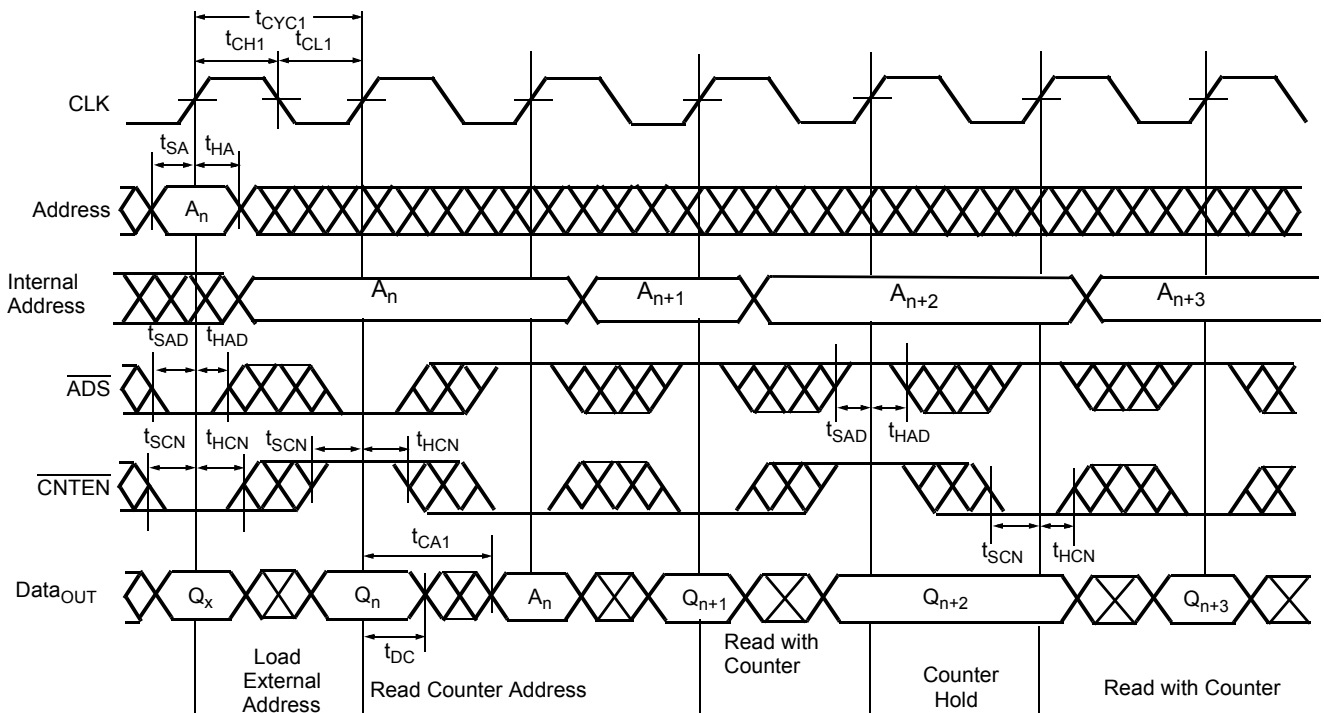 tCYC1
tCH1 tCL1
CLK
tSA tHA
Address An
Internal
Address
An An+1 An+2 An+3
tSAD tHAD
ADS
tSAD tHAD
tSCN tHCN tSCN tHCN
CNTEN
tCA1
tSCN tHCN
DataOUT Qx Qn An Qn+1 Qn+2 Qn+3
tDC
Load
External
Address
Read Counter Address
Read with
Counter
Counter
Hold
Read with Counter